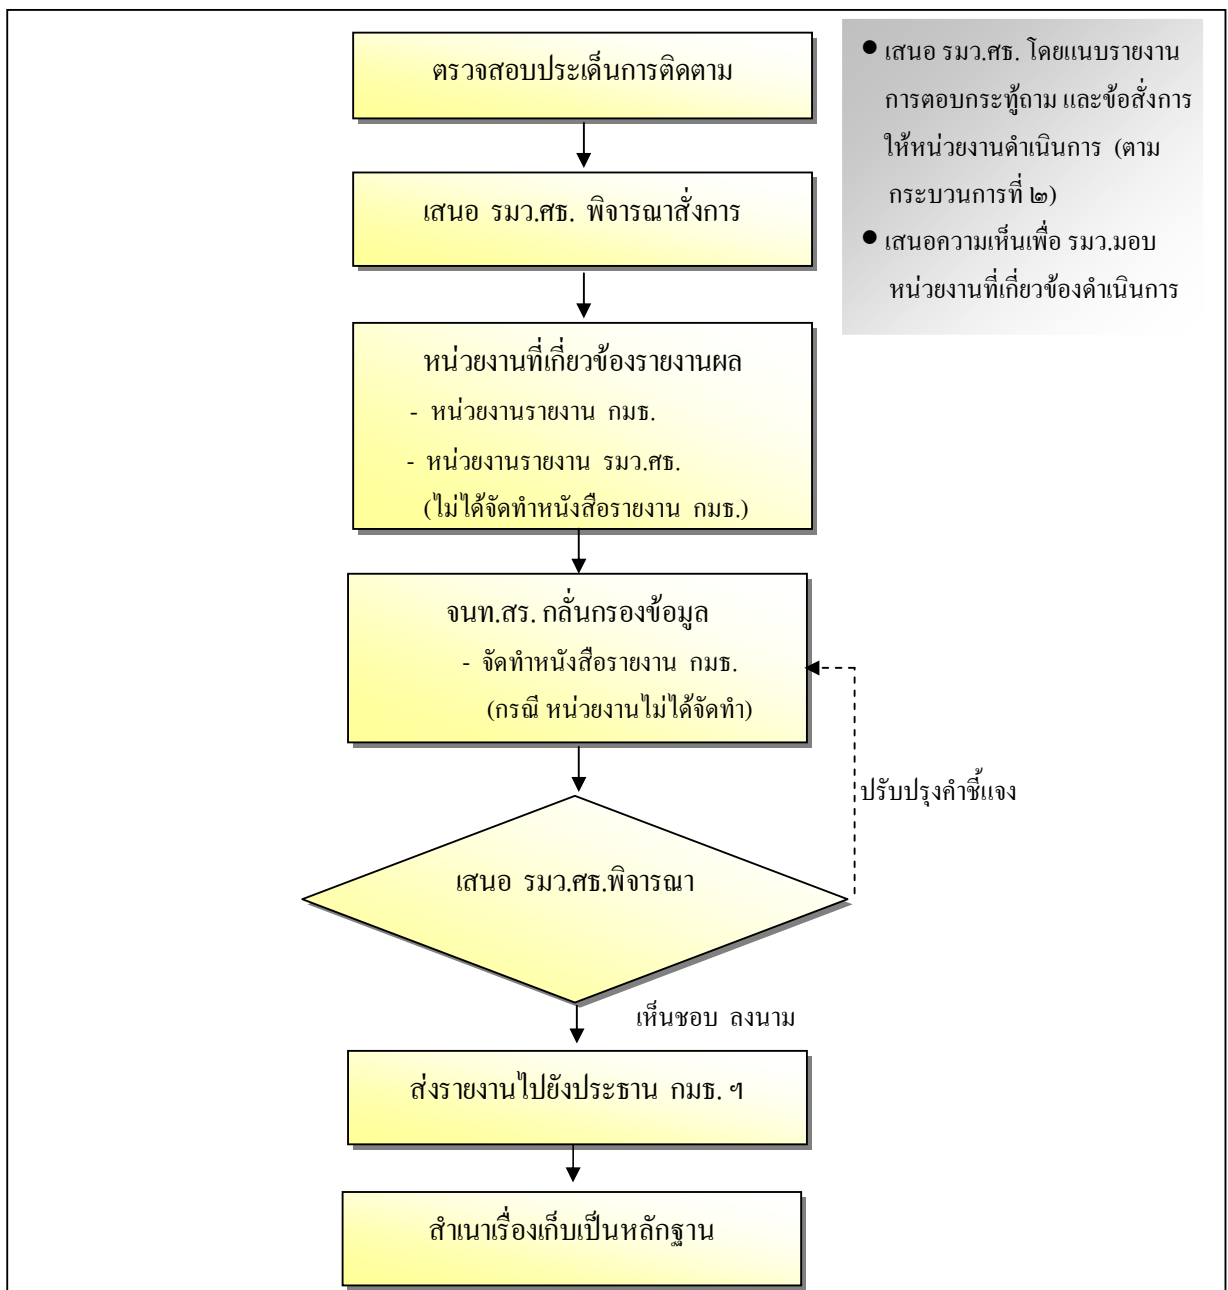 ตรวจสอบประเด็นการติดตาม
● เสนอ รมว.ศธ. โดยแนบรายงาน
การตอบกระทู้ถาม และข้อสั่งการ
ให้หน่วยงานดำเนินการ (ตาม
กระบวนการที่ ๒)
● เสนอความเห็นเพื่อ รมว.มอบ
หน่วยงานที่เกี่ยวข้องดำเนินการ
เสนอ รมว.ศธ. พิจารณาสั่งการ
หน่วยงานที่เกี่ยวข้องรายงานผล
- หน่วยงานรายงาน กมธ.
- หน่วยงานรายงาน รมว.ศธ.
(ไม่ได้จัดทำหนังสือรายงาน กมธ.)
จนท.สร. กลั่นกรองข้อมูล
- จัดทำหนังสือรายงาน กมธ.
(กรณี หน่วยงานไม่ได้จัดทำ)
ปรับปรุงคำชี้แจง
เสนอ รมว.ศธ.พิจารณา
เห็นชอบ ลงนาม
ส่งรายงานไปยังประธาน กมธ. ฯ
สำเนาเรื่องเก็บเป็นหลักฐาน